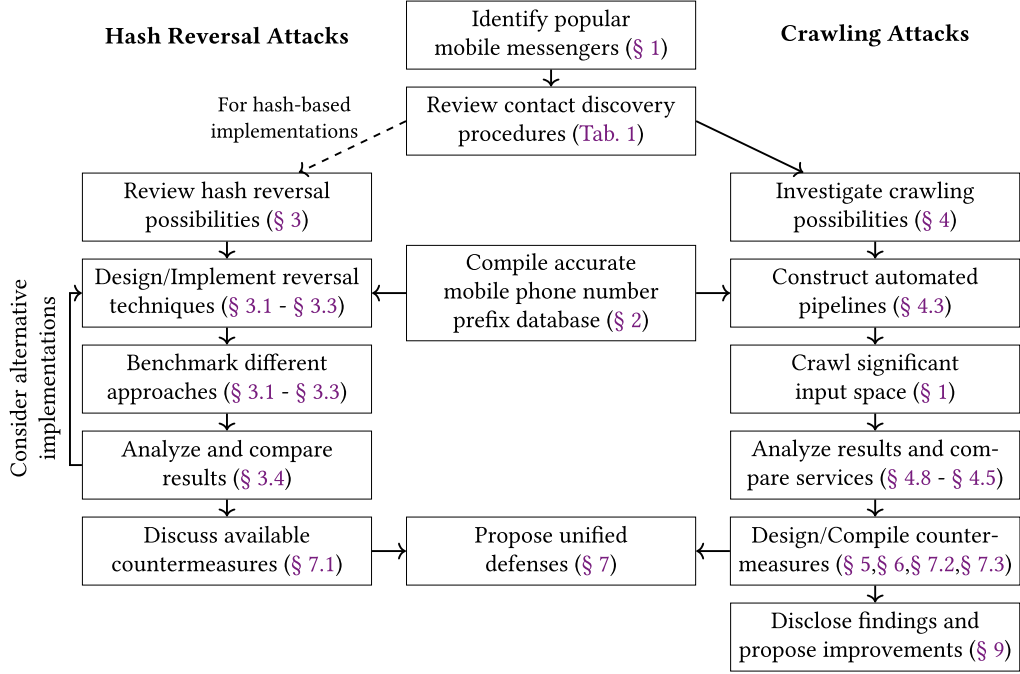 Hash Reversal Attacks
Identify popular
mobile messengers (§ 1)
Crawling Attacks
For hash-based
implementations
Review contact discovery
procedures (Tab. 1)
Review hash reversal
possibilities (§ 3)
Investigate crawling
possibilities (§ 4)
Consider alternative
implementations
Design/Implement reversal
techniques (§ 3.1 - § 3.3)
Compile accurate
mobile phone number
prefix database (§ 2)
Construct automated
pipelines (§ 4.3)
Benchmark different
approaches (§ 3.1 - § 3.3)
Crawl significant
input space (§ 1)
Analyze and compare
results (§ 3.4)
Analyze results and com-
pare services (§ 4.8 - § 4.5)
Discuss available
countermeasures (§ 7.1)
Propose unified
defenses (§ 7)
Design/Compile counter-
measures (§ 5,§ 6,§ 7.2,§ 7.3)
Disclose findings and
propose improvements (§ 9)